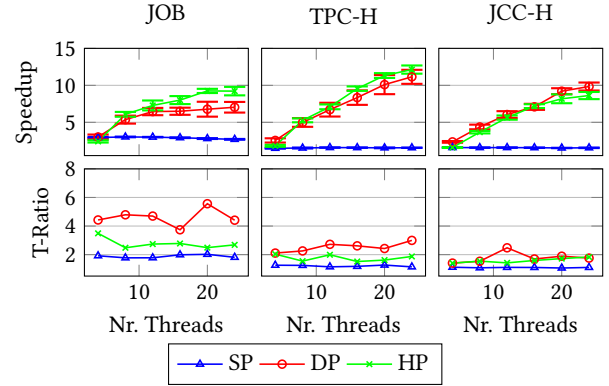 JOB TPC-H JCC-H
15
10
5
Speedup
8
6
4
2
T-Ratio
10 20 10 20 10 20
Nr. Threads Nr. Threads Nr. Threads
SP DP HP